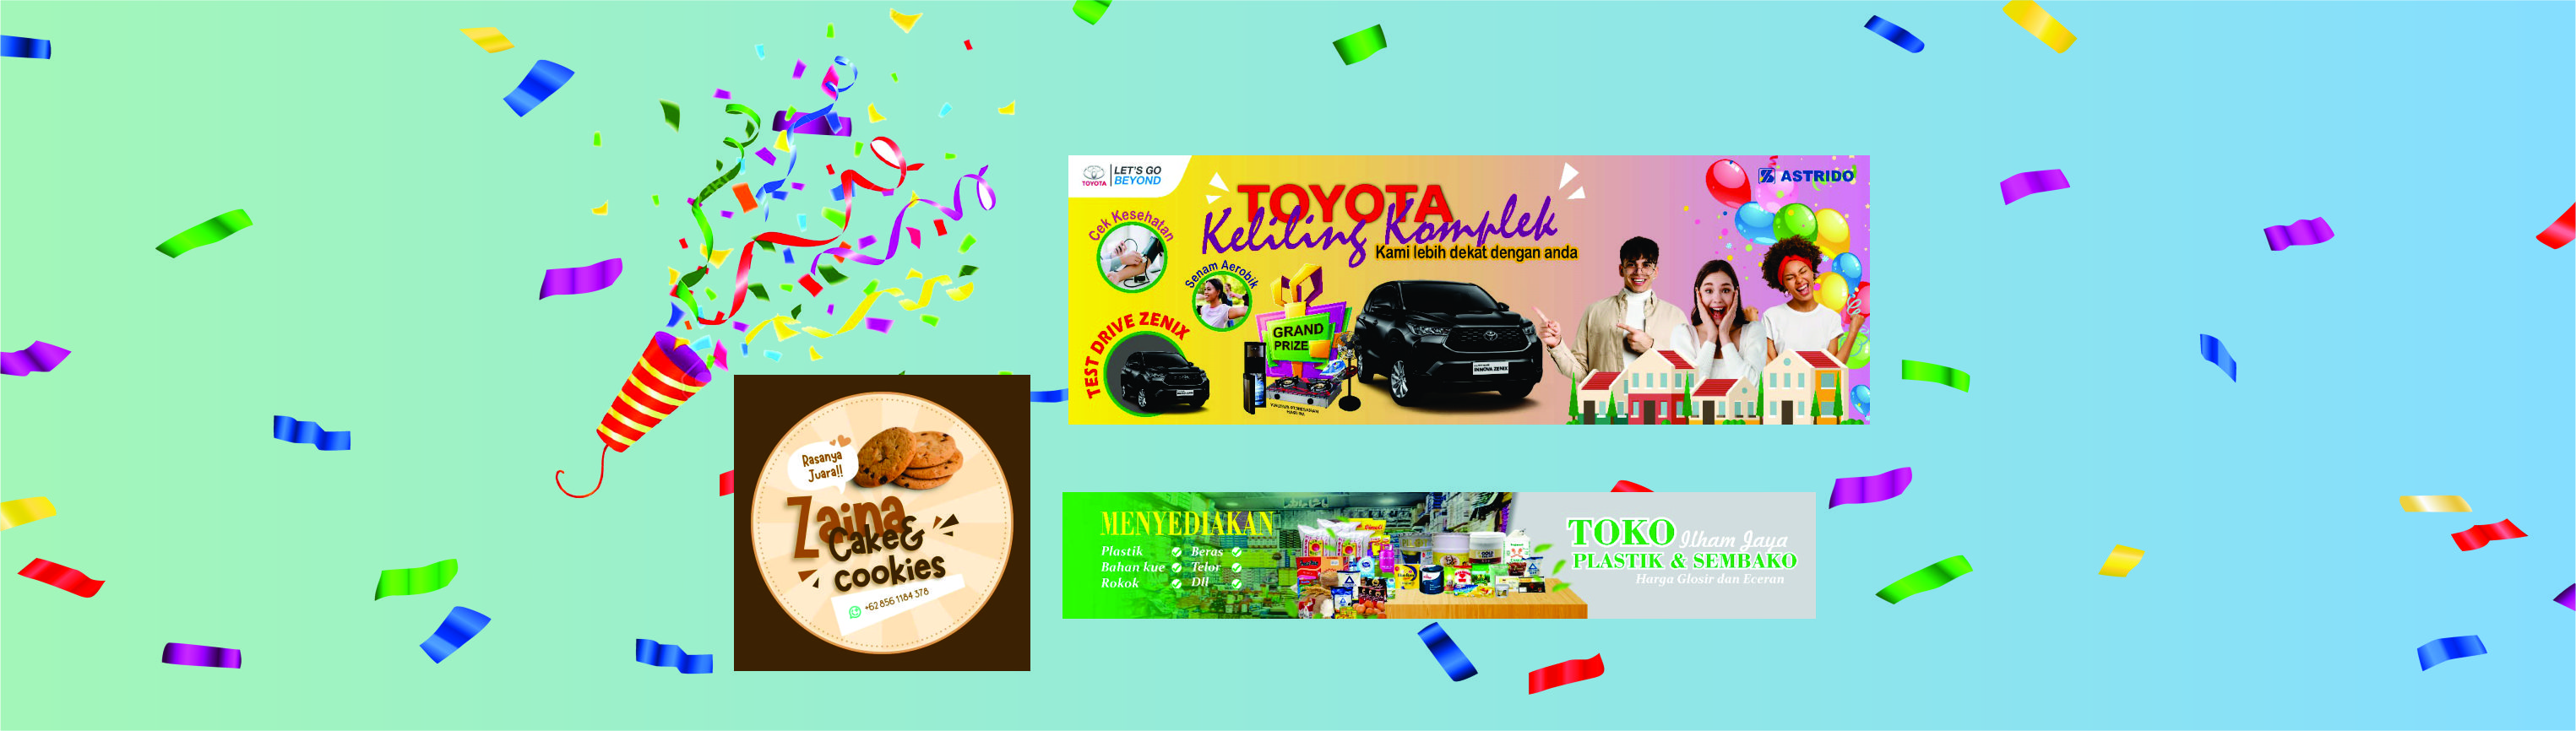 TOYOTA
LET'S GO
BEYOND
ASTRIDO
TOYOTA
Keliling Komplek
Kami lebih dekat dengan anda
Cek Kesehatan
Senam Aerobik
TEST DRIVE ZENIX
GRAND
PRIZE
INNOVA ZENIX
Rasanya
Juara!!
Zaina
Cake&
cookies
+62 856 1184 378
MENYEDIAKAN
Plastik
Beras
Bahan kue
Telor
Rokok
Dll
TOKO Ilham Jaya
PLASTIK & SEMBAKO
Harga Glosir dan Eceran